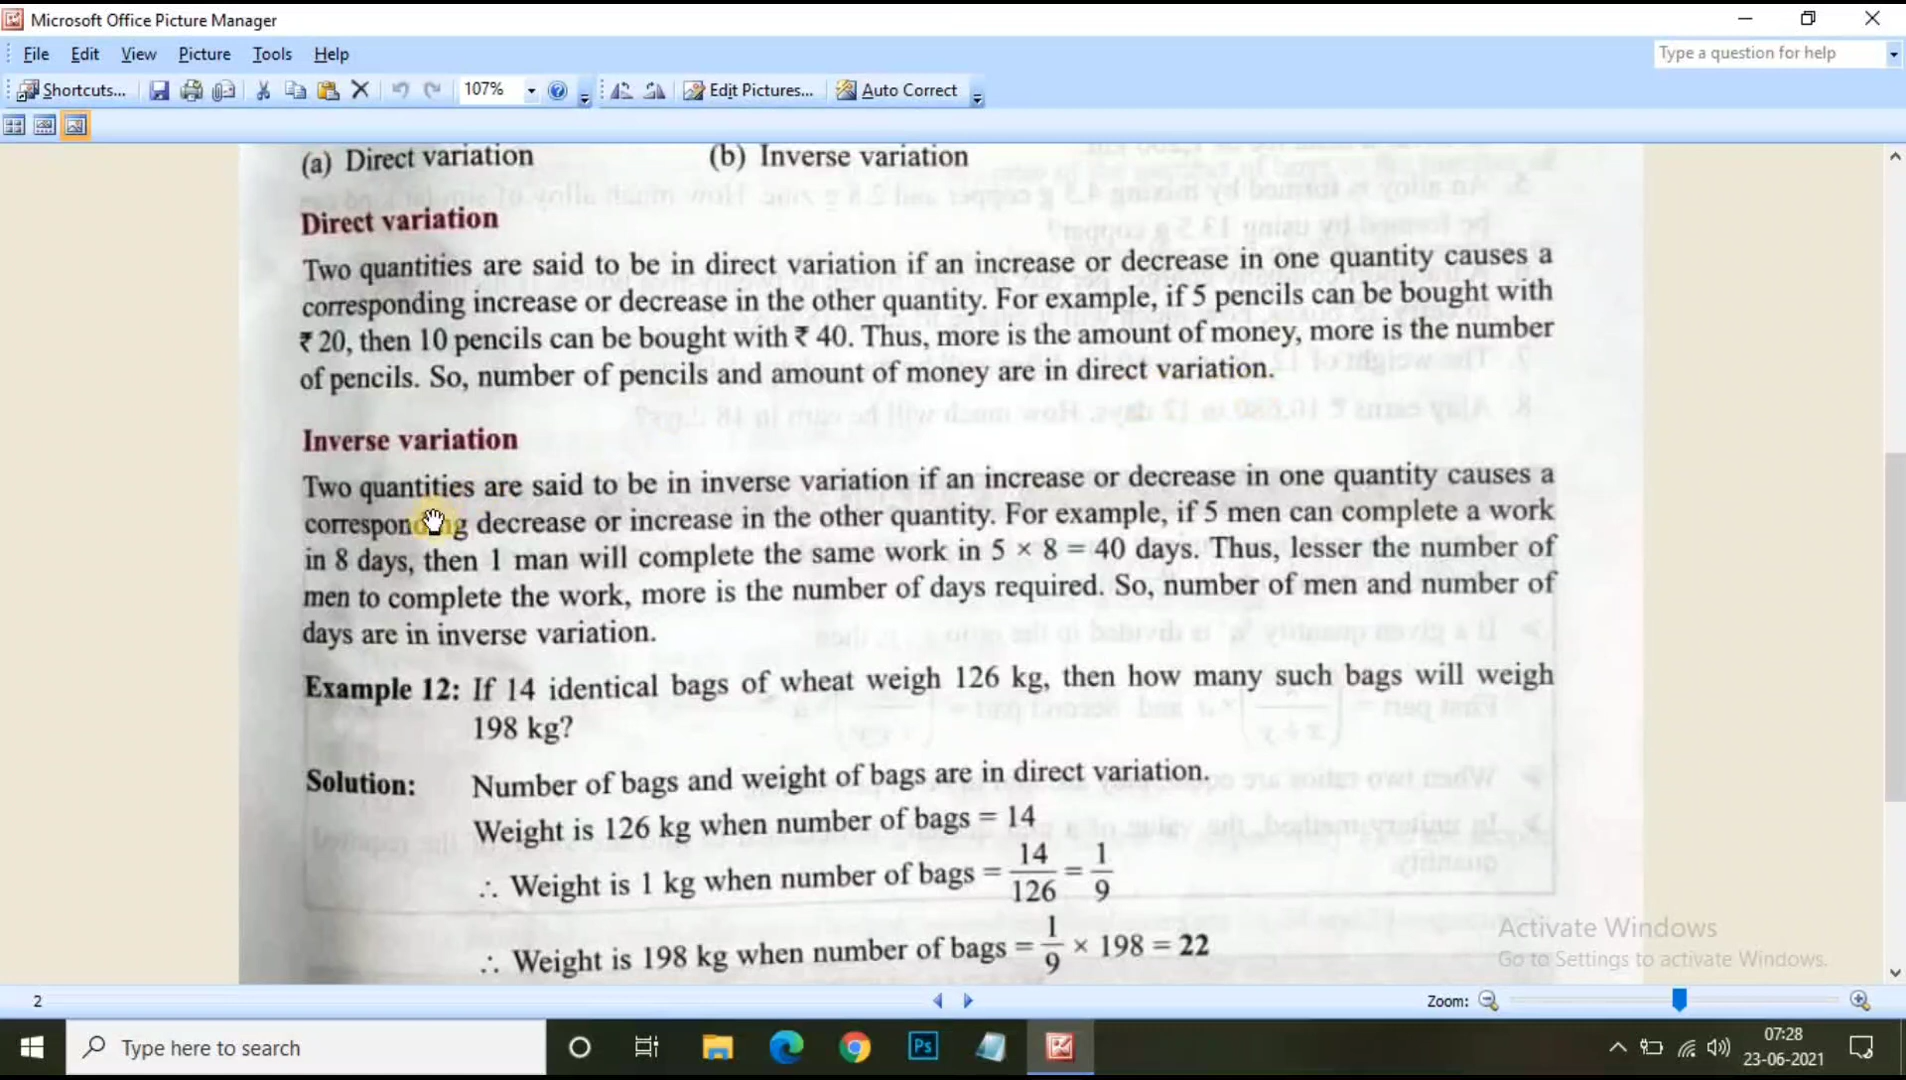 Microsoft Office Picture Manager
File Edit View Picture Tools Help
Type a question for help
Shortcuts... 107% Edit Pictures... Auto Correct
(a) Direct variation (b) Inverse variation
Direct variation
Two quantities are said to be in direct variation if an increase or decrease in one quantity causes a
corresponding increase or decrease in the other quantity. For example, if 5 pencils can be bought with
₹ 20, then 10 pencils can be bought with ₹ 40. Thus, more is the amount of money, more is the number
of pencils. So, number of pencils and amount of money are in direct variation.
Inverse variation
Two quantities are said to be in inverse variation if an increase or decrease in one quantity causes a
corresponding decrease or increase in the other quantity. For example, if 5 men can complete a work
in 8 days, then 1 man will complete the same work in 5 × 8 = 40 days. Thus, lesser the number of
men to complete the work, more is the number of days required. So, number of men and number of
days are in inverse variation.
Example 12: If 14 identical bags of wheat weigh 126 kg, then how many such bags will weigh
198 kg?
Solution: Number of bags and weight of bags are in direct variation.
Weight is 126 kg when number of bags = 14
∴ Weight is 1 kg when number of bags = 14/126 = 1/9
∴ Weight is 198 kg when number of bags = 1/9 × 198 = 22
Activate Windows
Go to Settings to activate Windows.
2 Zoom:
Type here to search
Ps
07:28
23-06-2021